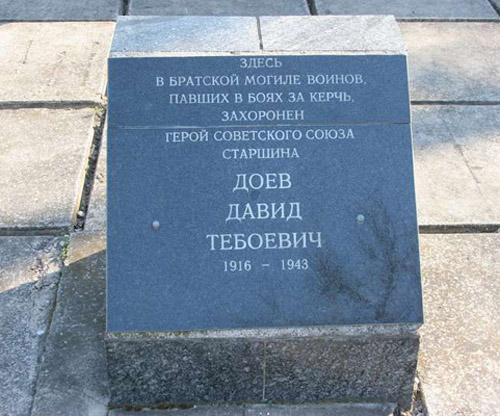 ЗДЕСЬ
В БРАТСКОЙ МОГИЛЕ ВОИНОВ,
ПАВШИХ В БОЯХ ЗА КЕРЧЬ,
ЗАХОРОНЕН
ГЕРОЙ СОВЕТСКОГО СОЮЗА
СТАРШИНА
ДОЕВ
ДАВИД
ТЕБОЕВИЧ
1916 – 1943